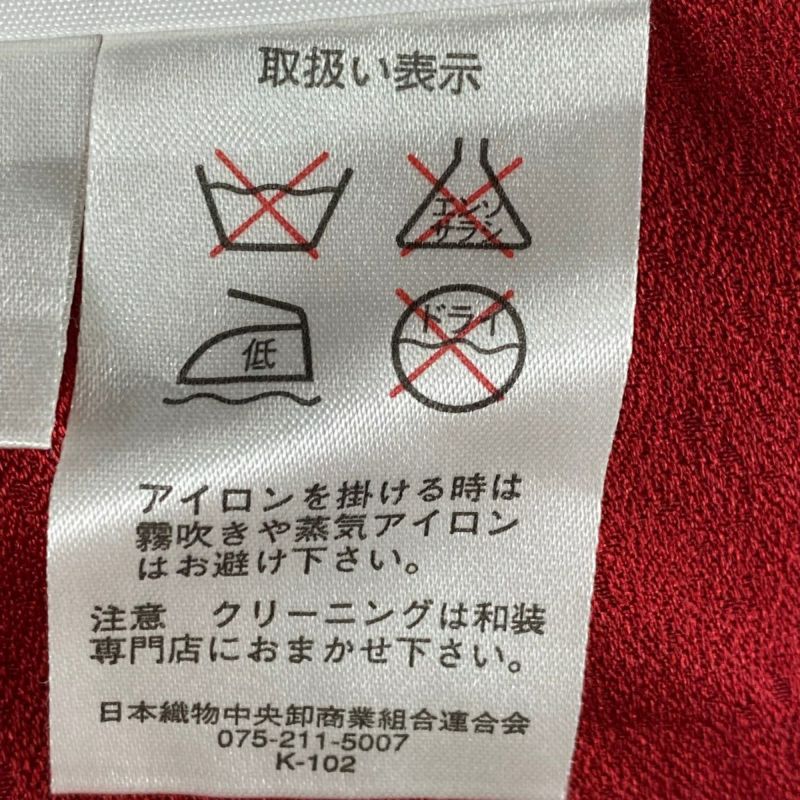 取扱い表示
エンソ
サラシ
低
ドライ
アイロンを掛ける時は
霧吹きや蒸気アイロン
はお避け下さい。
注意　クリーニングは和装
専門店におまかせ下さい。
日本織物中央卸商業組合連合会
075-211-5007
K-102